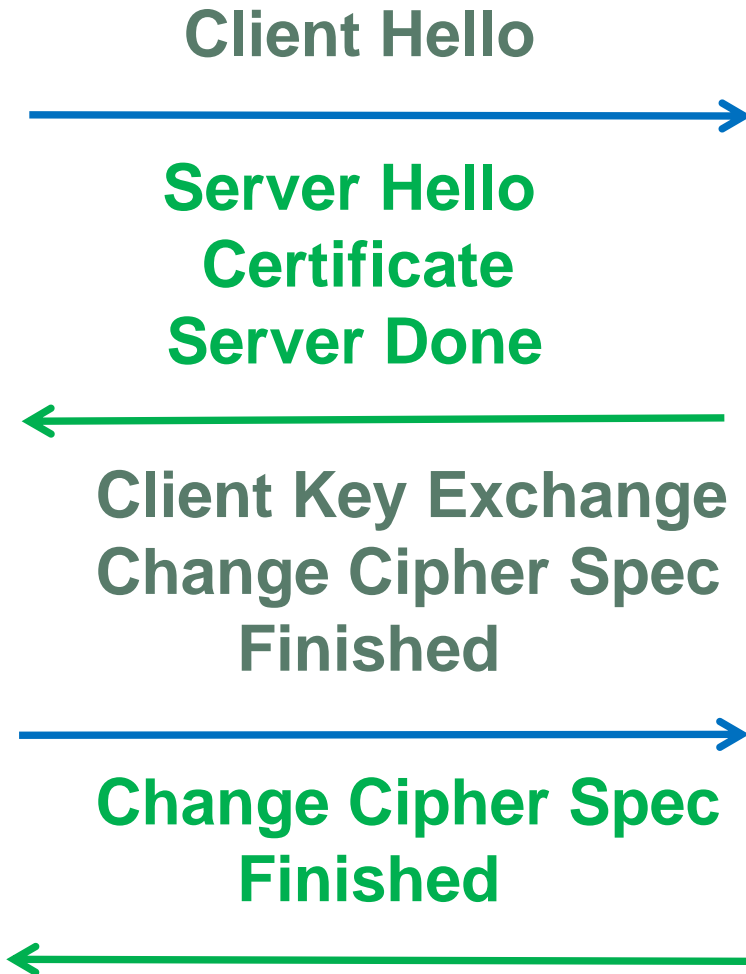 Client Hello
Server Hello
Certificate
Server Done
Client Key Exchange
Change Cipher Spec
Finished
Change Cipher Spec
Finished